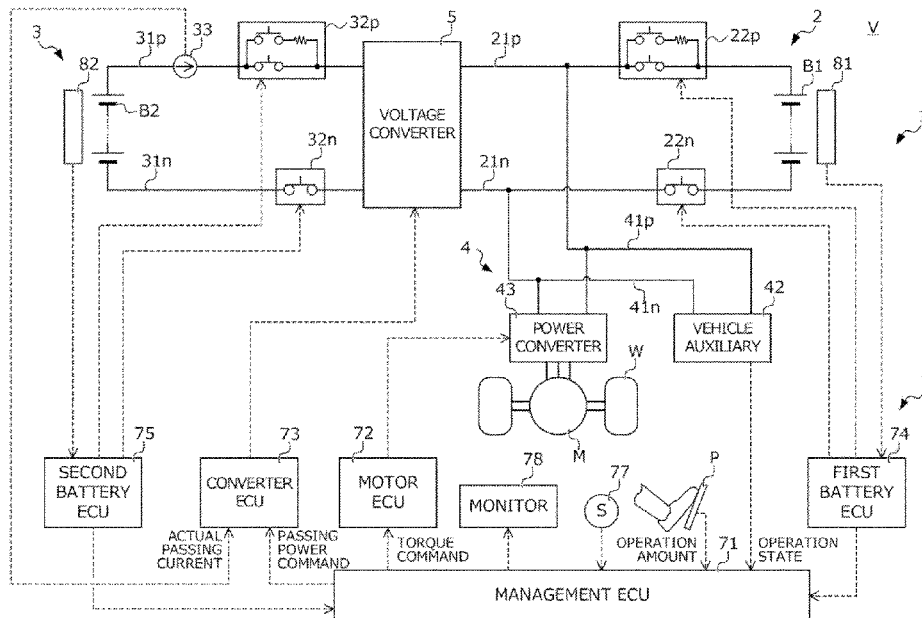 32p
5
2
V
3
33
21p
22p
31p
B1
81
82
B2
VOLTAGE
CONVERTER
32n
22n
31n
21n
41p
4
43
41n
42
POWER
CONVERTER
VEHICLE
AUXILIARY
W
M
75
73
72
78
77
P
74
SECOND
BATTERY ECU
CONVERTER
ECU
MOTOR
ECU
MONITOR
S
FIRST
BATTERY
ECU
ACTUAL
PASSING
CURRENT
PASSING
POWER
COMMAND
TORQUE
COMMAND
OPERATION
AMOUNT
71
OPERATION
STATE
MANAGEMENT ECU